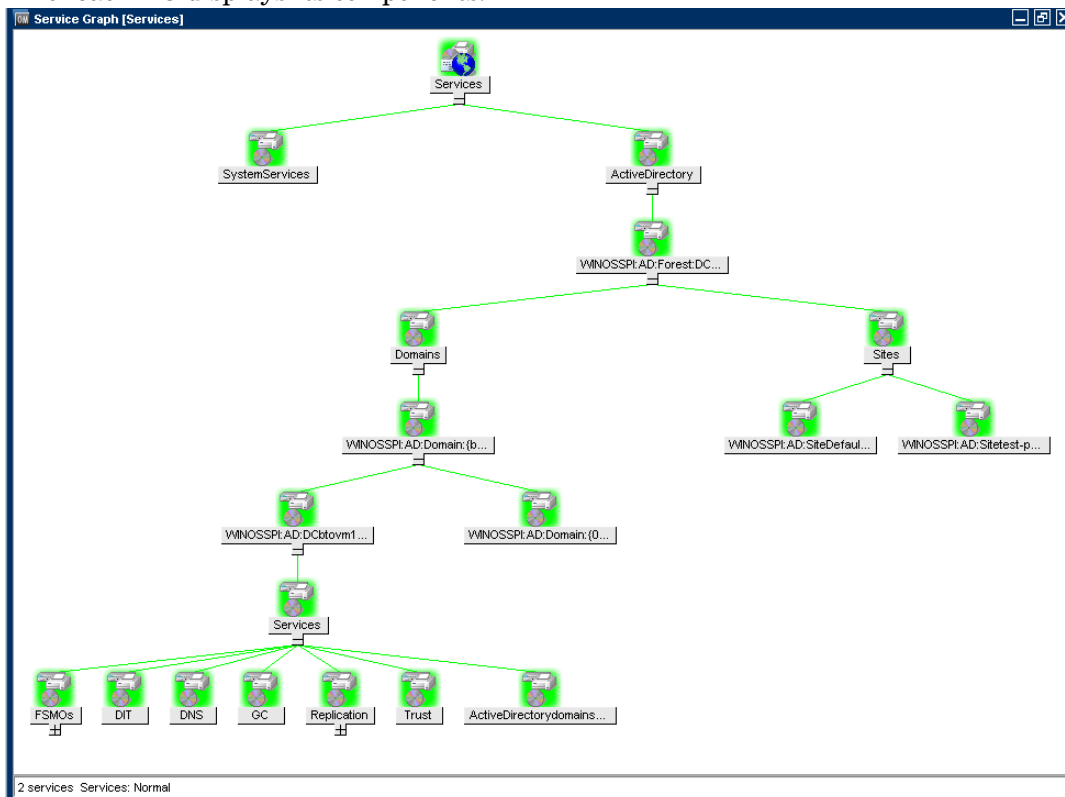 Service Graph [Services]
Services
SystemServices
ActiveDirectory
WINOSSPI:AD:Forest:DC...
Domains
Sites
WINOSSPI:AD:Domain:{b...
WINOSSPI:AD:SiteDefaul...
WINOSSPI:AD:Sitetest-p...
WINOSSPI:AD:DCbtovm1...
WINOSSPI:AD:Domain:{0...
Services
FSMOs
DIT
DNS
GC
Replication
Trust
ActiveDirectorydomains...
2 services Services: Normal